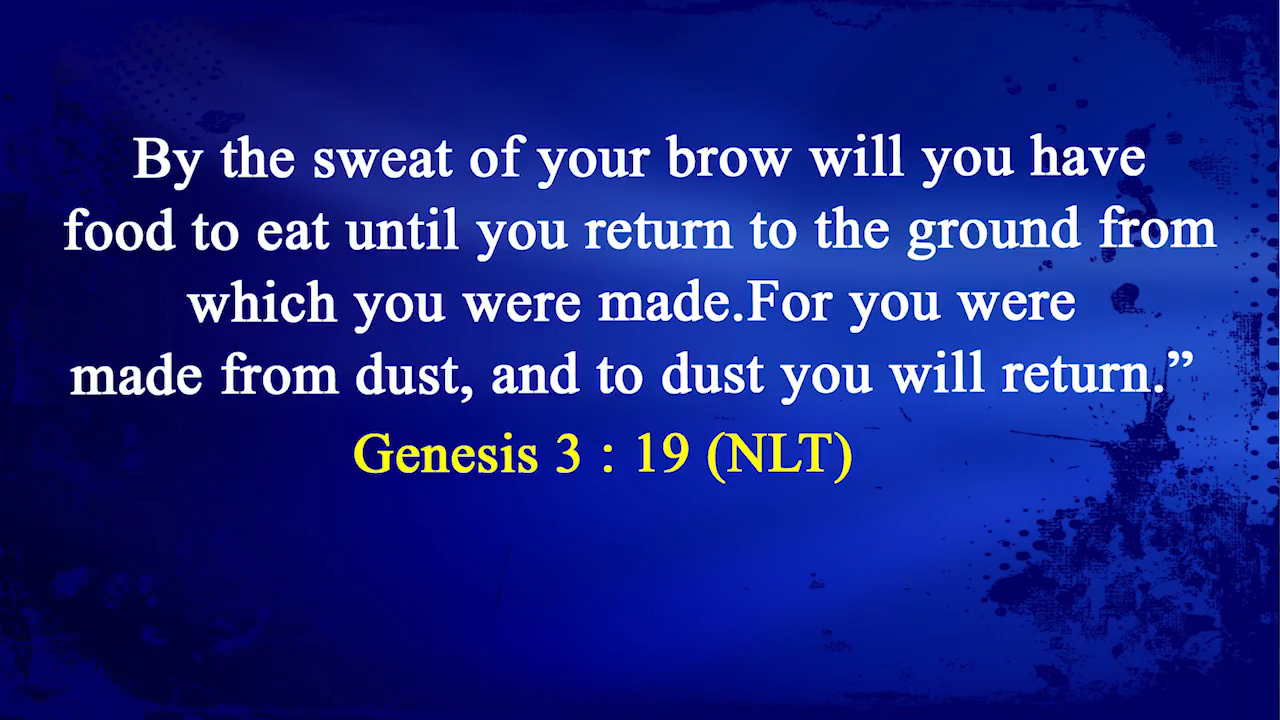 By the sweat of your brow will you have
food to eat until you return to the ground from
which you were made.For you were
made from dust, and to dust you will return.”
Genesis 3 : 19 (NLT)